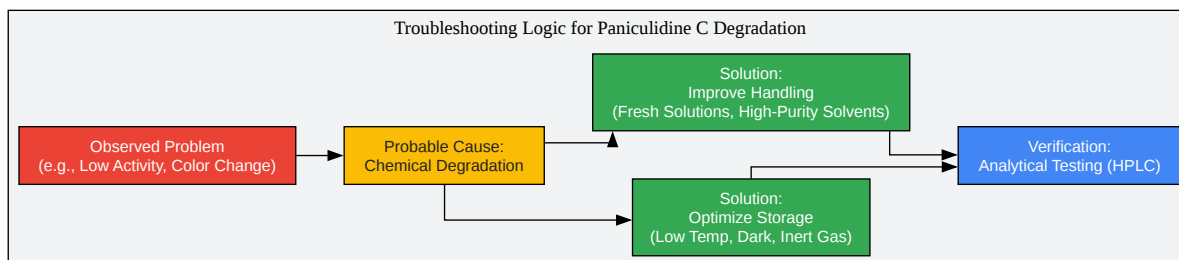 Troubleshooting Logic for Paniculidine C Degradation
Observed Problem
(e.g., Low Activity, Color Change)
Probable Cause:
Chemical Degradation
Solution:
Improve Handling
(Fresh Solutions, High-Purity Solvents)
Solution:
Optimize Storage
(Low Temp, Dark, Inert Gas)
Verification:
Analytical Testing (HPLC)